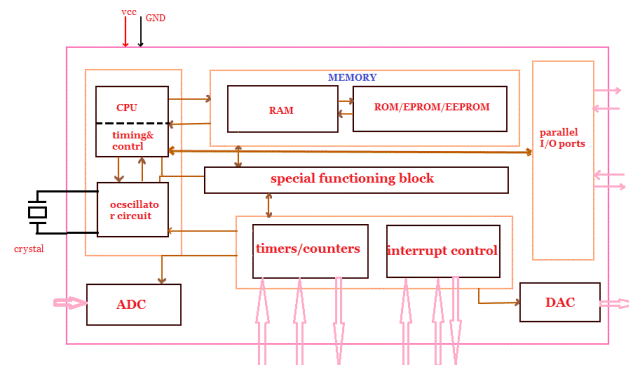 vcc
GND
MEMORY
CPU
timing&
contrl
RAM
ROM/EPROM/EEPROM
parallel
I/O ports
special functioning block
ocscillato
r circuit
crystal
timers/counters
interrupt control
ADC
DAC